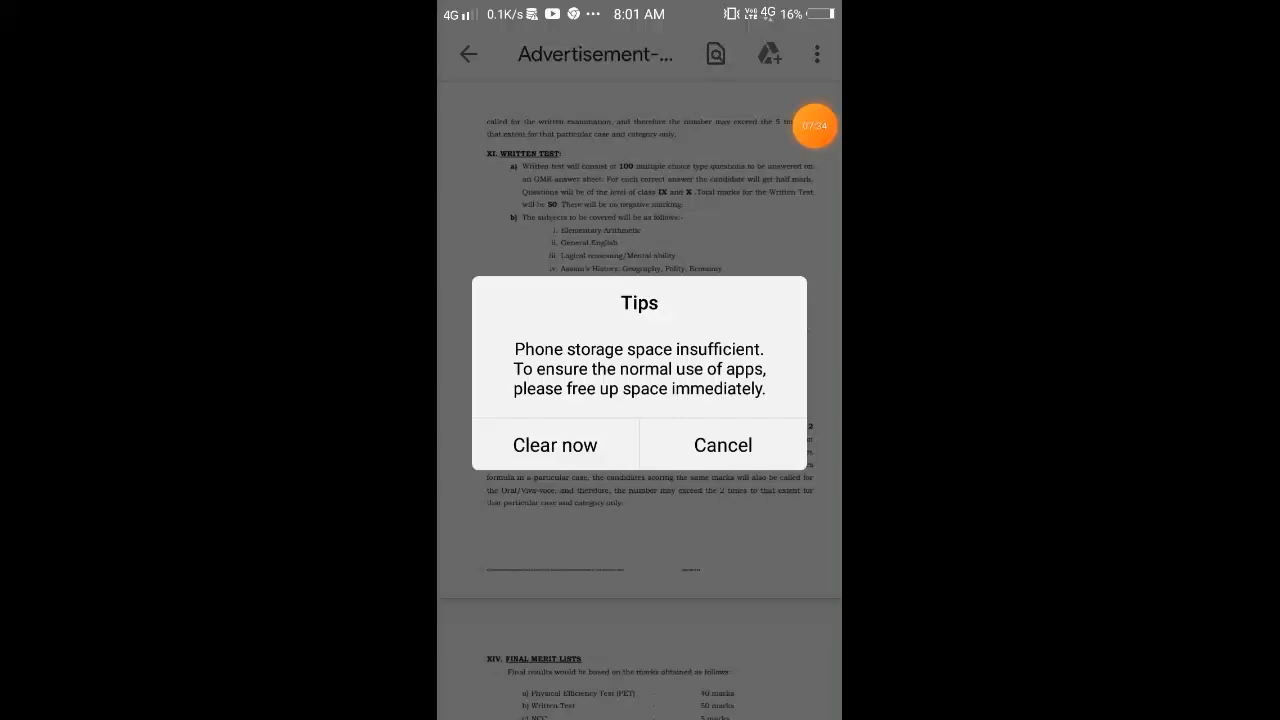 4G 0.1K/s ••• 8:01 AM VoD LTE 4G 16%
Advertisement-...
07:34
called for the written examination, and therefore the number may exceed the 5
that extent for that particular case and category only.
XI. WRITTEN TEST:
a) Written test will consist of 100 multiple choice type questions to be answered on
an OMR answer sheet. For each correct answer the candidate will get half mark.
Questions will be of the level of class IX and X .Total marks for the Written Test
will be 50. There will be no negative marking.
b) The subjects to be covered will be as follows:-
i. Elementary Arithmetic
ii. General English
iii. Logical reasoning/Mental ability
iv. Assam's History, Geography, Polity, Economy
Tips
Phone storage space insufficient.
To ensure the normal use of apps,
please free up space immediately.
Clear now Cancel
2
formula in a particular case, the candidates scoring the same marks will also be called for
the Oral/Viva-voce, and therefore, the number may exceed the 2 times to that extent for
that particular case and category only.
XIV. FINAL MERIT LISTS
Final results would be based on the marks obtained as follows:
a) Physical Efficiency Test (PET) - 40 marks
b) Written Test - 50 marks
c) NCC - 5 marks